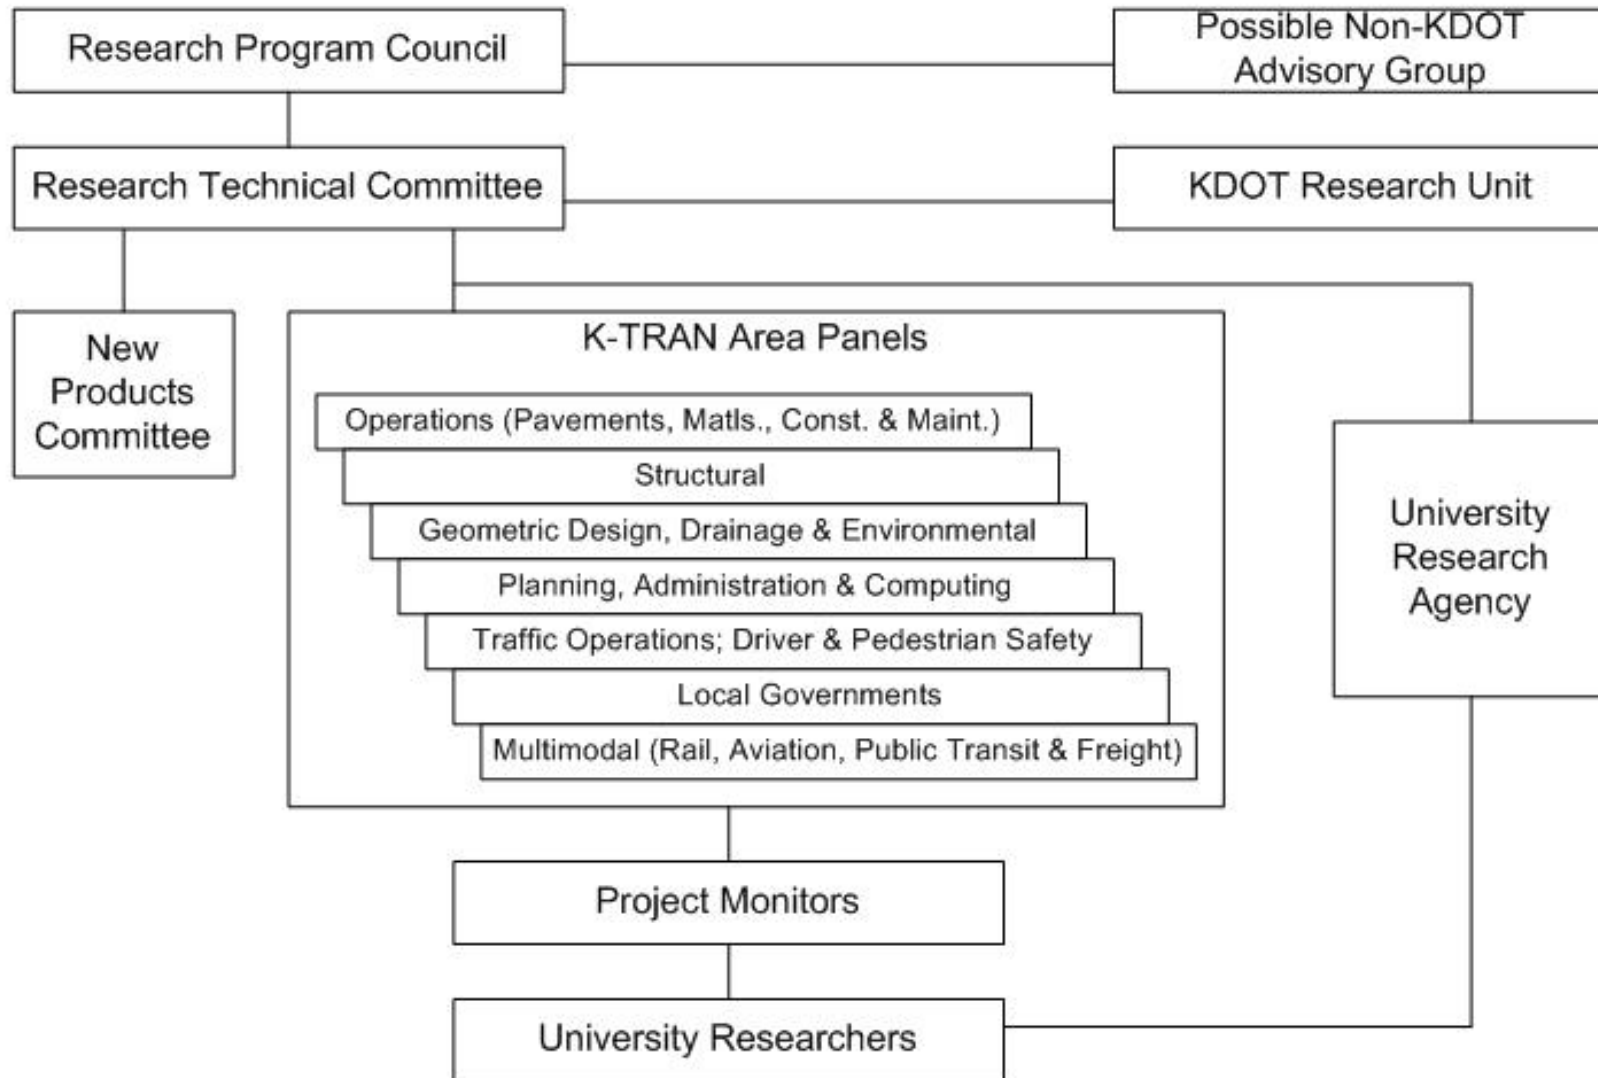 Research Program Council
Possible Non-KDOT
Advisory Group
Research Technical Committee
KDOT Research Unit
New
Products
Committee
K-TRAN Area Panels
Operations (Pavements, Matls., Const. & Maint.)
Structural
Geometric Design, Drainage & Environmental
Planning, Administration & Computing
Traffic Operations; Driver & Pedestrian Safety
Local Governments
Multimodal (Rail, Aviation, Public Transit & Freight)
University
Research
Agency
Project Monitors
University Researchers